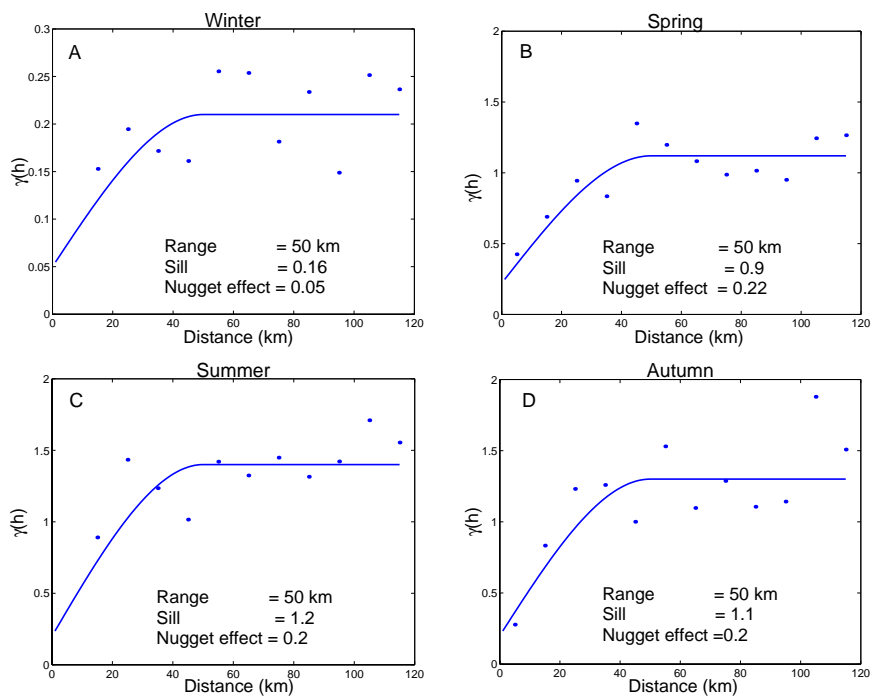 Winter
A
0.3
0.25
0.2
0.15
0.1
0.05
0
γ(h)
Range = 50 km
Sill = 0.16
Nugget effect = 0.05
0 20 40 60 80 100 120
Distance (km)
Spring
B
2
1.5
1
0.5
0
γ(h)
Range = 50 km
Sill = 0.9
Nugget effect = 0.22
0 20 40 60 80 100 120
Distance (km)
Summer
C
2
1.5
1
0.5
0
γ(h)
Range = 50 km
Sill = 1.2
Nugget effect = 0.2
0 20 40 60 80 100 120
Distance (km)
Autumn
D
2
1.5
1
0.5
0
γ(h)
Range = 50 km
Sill = 1.1
Nugget effect =0.2
0 20 40 60 80 100 120
Distance (km)